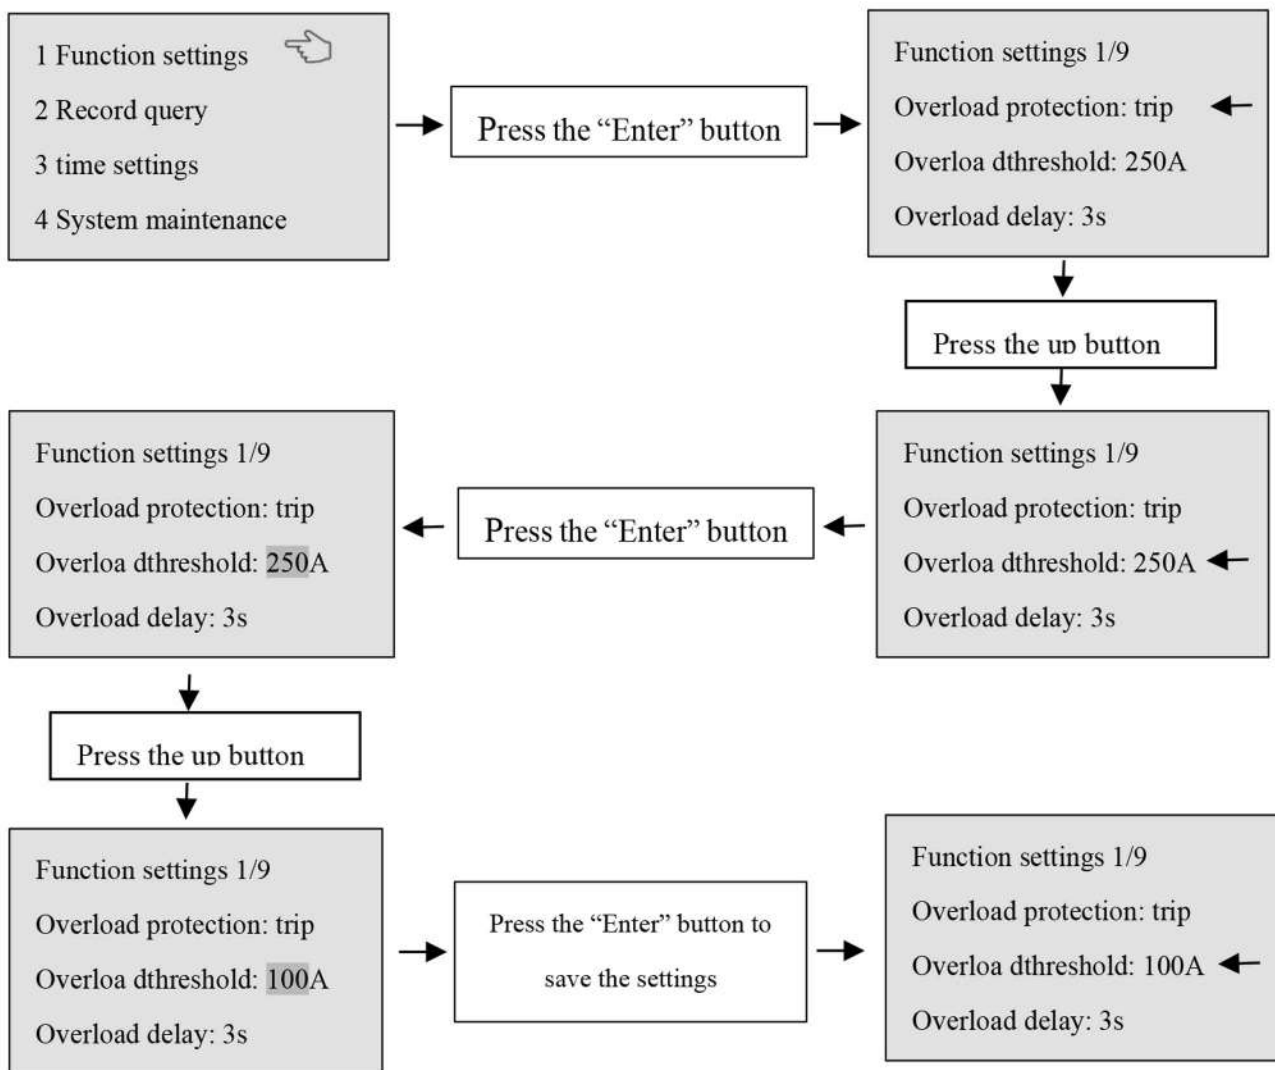 1 Function settings
2 Record query
3 time settings
4 System maintenance
Press the “Enter” button
Function settings 1/9
Overload protection: trip
Overloa dthreshold: 250A
Overload delay: 3s
Press the up button
Function settings 1/9
Overload protection: trip
Overloa dthreshold: 250A
Overload delay: 3s
Press the “Enter” button
Function settings 1/9
Overload protection: trip
Overloa dthreshold: 250A
Overload delay: 3s
Press the up button
Function settings 1/9
Overload protection: trip
Overloa dthreshold: 100A
Overload delay: 3s
Press the “Enter” button to
save the settings
Function settings 1/9
Overload protection: trip
Overloa dthreshold: 100A
Overload delay: 3s